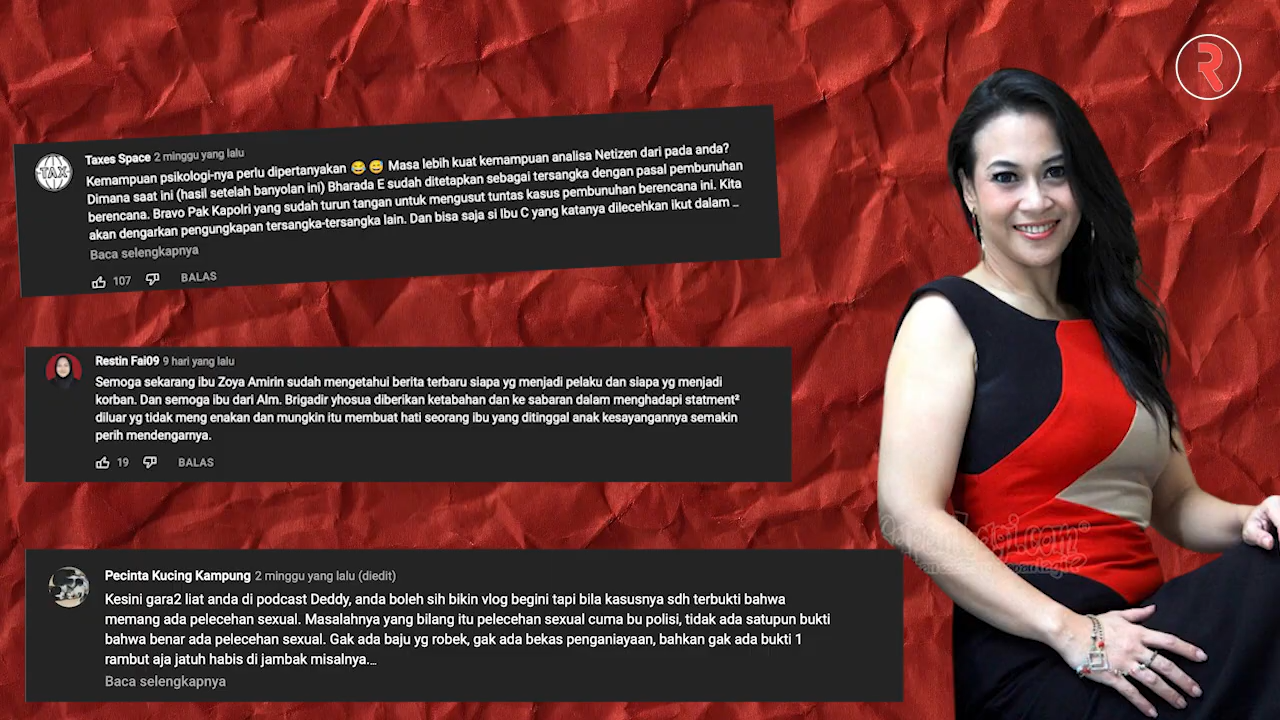 R
TAX
Taxes Space 2 minggu yang lalu
Kemampuan psikologi-nya perlu dipertanyakan 😂😅 Masa lebih kuat kemampuan analisa Netizen dari pada anda?
Dimana saat ini (hasil setelah banyolan ini) Bharada E sudah ditetapkan sebagai tersangka dengan pasal pembunuhan
berencana. Bravo Pak Kapolri yang sudah turun tangan untuk mengusut tuntas kasus pembunuhan berencana ini. Kita
akan dengarkan pengungkapan tersangka-tersangka lain. Dan bisa saja si Ibu C yang katanya dilecehkan ikut dalam ...
Baca selengkapnya
107 BALAS
Restin Fai09 9 hari yang lalu
Semoga sekarang ibu Zoya Amirin sudah mengetahui berita terbaru siapa yg menjadi pelaku dan siapa yg menjadi
korban. Dan semoga ibu dari Alm. Brigadir yhosua diberikan ketabahan dan ke sabaran dalam menghadapi statment²
diluar yg tidak meng enakan dan mungkin itu membuat hati seorang ibu yang ditinggal anak kesayangannya semakin
perih mendengarnya.
19 BALAS
Pecinta Kucing Kampung 2 minggu yang lalu (diedit)
Kesini gara2 liat anda di podcast Deddy, anda boleh sih bikin vlog begini tapi bila kasusnya sdh terbukti bahwa
memang ada pelecehan sexual. Masalahnya yang bilang itu pelecehan sexual cuma bu polisi, tidak ada satupun bukti
bahwa benar ada pelecehan sexual. Gak ada baju yg robek, gak ada bekas penganiayaan, bahkan gak ada bukti 1
rambut aja jatuh habis di jambak misalnya...
Baca selengkapnya